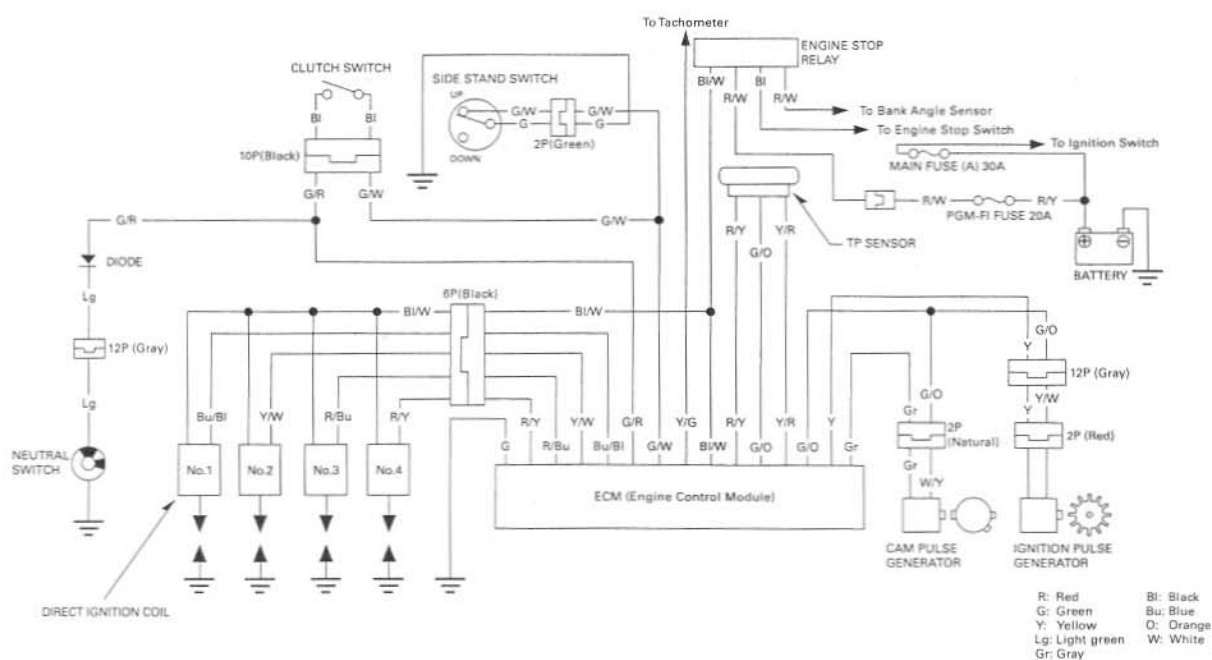 To Tachometer
ENGINE STOP
RELAY
CLUTCH SWITCH
SIDE STAND SWITCH
Bl/W
R/W
Bl
R/W
UP
G/W
G/W
To Bank Angle Sensor
Bl
Bl
G
G
To Engine Stop Switch
To Ignition Switch
10P(Black)
DOWN
2P(Green)
MAIN FUSE (A) 30A
G/R
G/W
R/W
R/Y
G/R
G/W
PGM-FI FUSE 20A
R/Y
Y/R
TP SENSOR
G/O
DIODE
BATTERY
Lg
6P(Black)
Bl/W
Bl/W
G/O
Y
12P (Gray)
12P (Gray)
Lg
Bu/Bl
Y/W
R/Bu
R/Y
R/Y
R/Bu
Y/W
Bu/Bl
G/R
G/W
Y/G
Bl/W
R/Y
G/O
Y/R
G/O
Y
Gr
G
Gr
G/O
Y
Y/W
2P
(Natural)
2P (Red)
NEUTRAL
SWITCH
No.1
No.2
No.3
No.4
Gr
W/Y
ECM (Engine Control Module)
CAM PULSE
GENERATOR
IGNITION PULSE
GENERATOR
DIRECT IGNITION COIL
R: Red
Bl: Black
G: Green
Bu: Blue
Y: Yellow
O: Orange
Lg: Light green
W: White
Gr: Gray